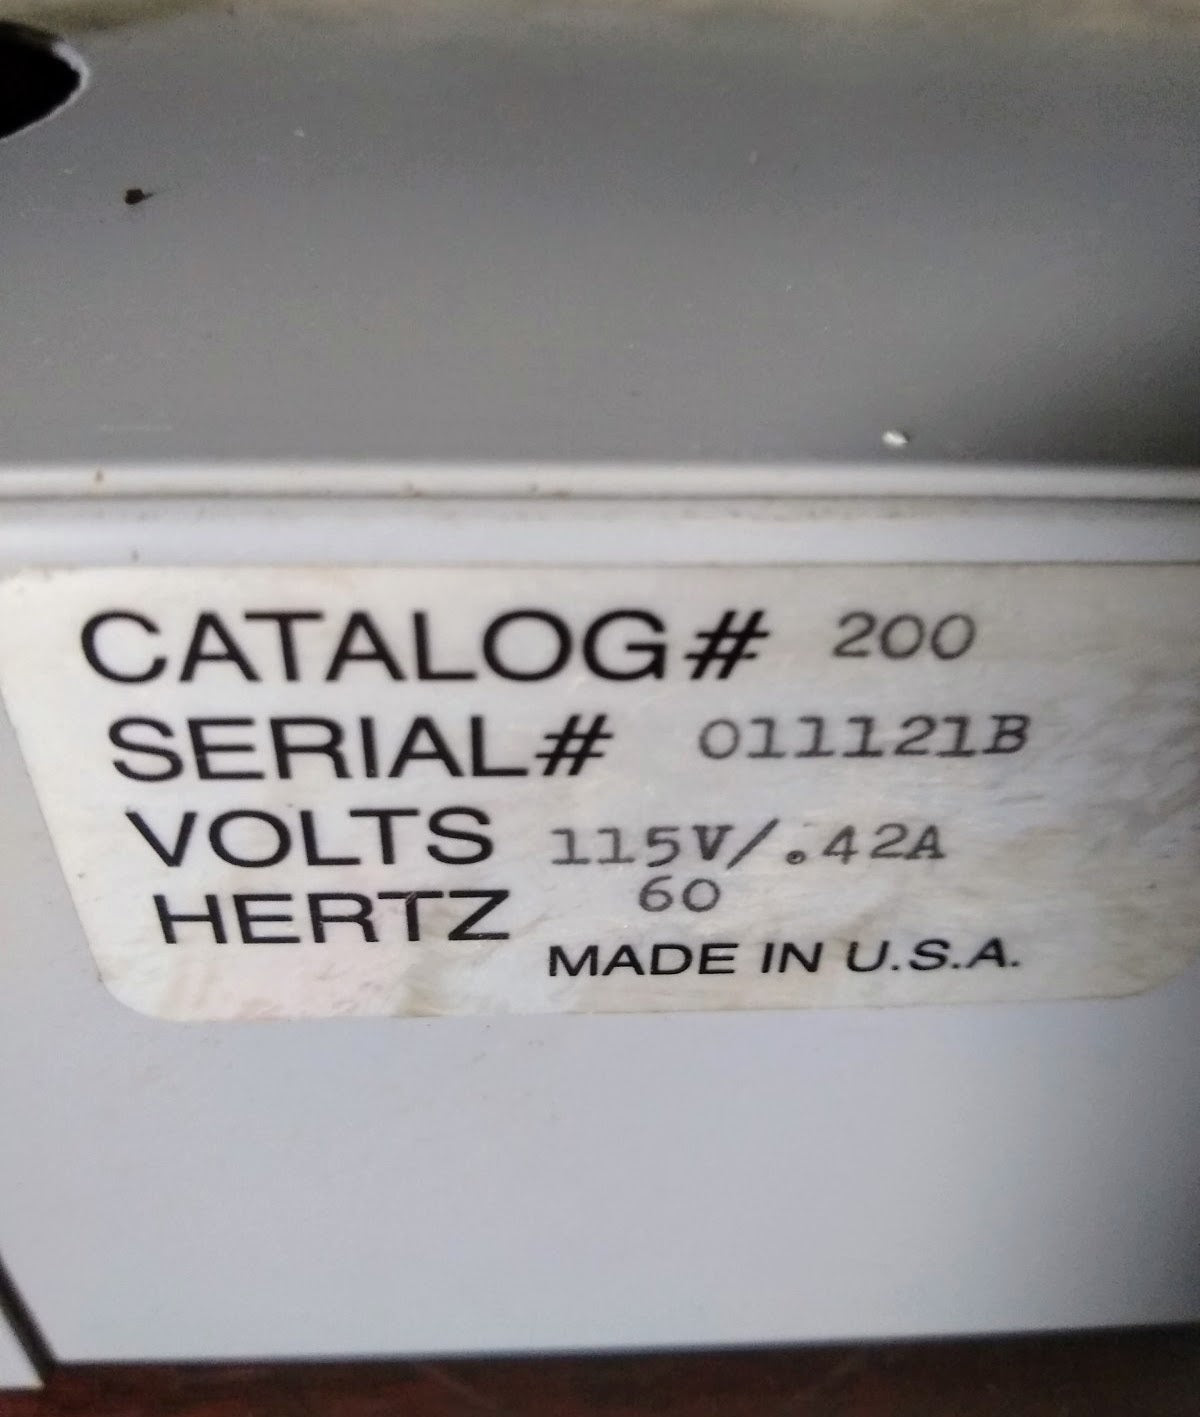 CATALOG# 200
SERIAL# 011121B
VOLTS 115V/.42A
HERTZ 60
MADE IN U.S.A.